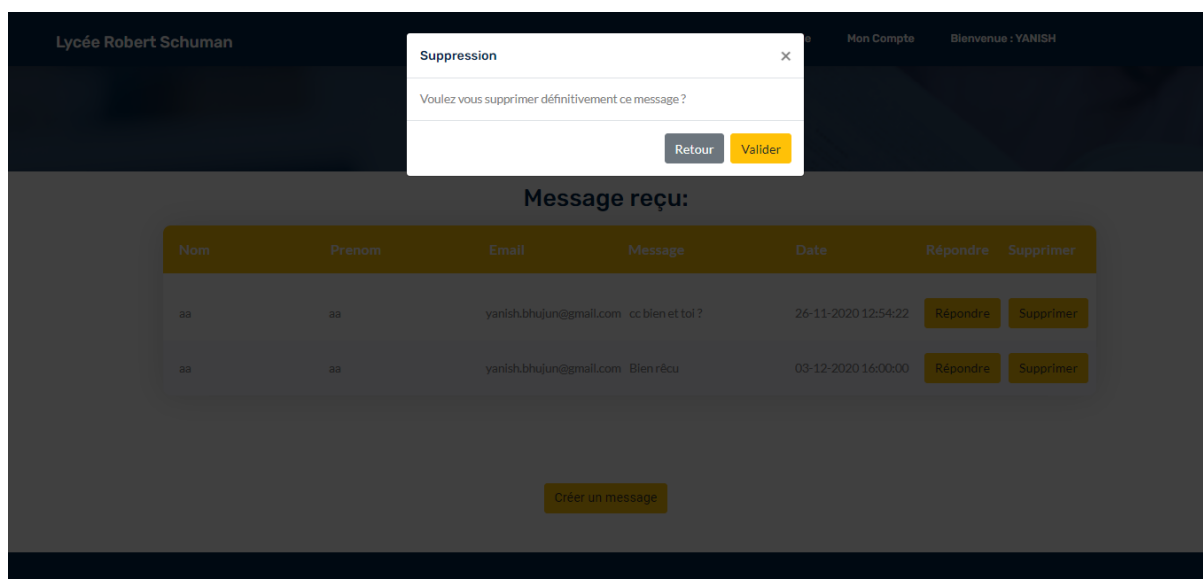 Lycée Robert Schuman
Mon Compte
Bienvenue : YANISH
Suppression
×
Voulez vous supprimer définitivement ce message ?
Retour
Valider
Message reçu:
Nom Prenom Email Message Date Répondre Supprimer
aa aa yanish.bhujun@gmail.com cc bien et toi ? 26-11-2020 12:54:22 Répondre Supprimer
aa aa yanish.bhujun@gmail.com Bien récu 03-12-2020 16:00:00 Répondre Supprimer
Créer un message